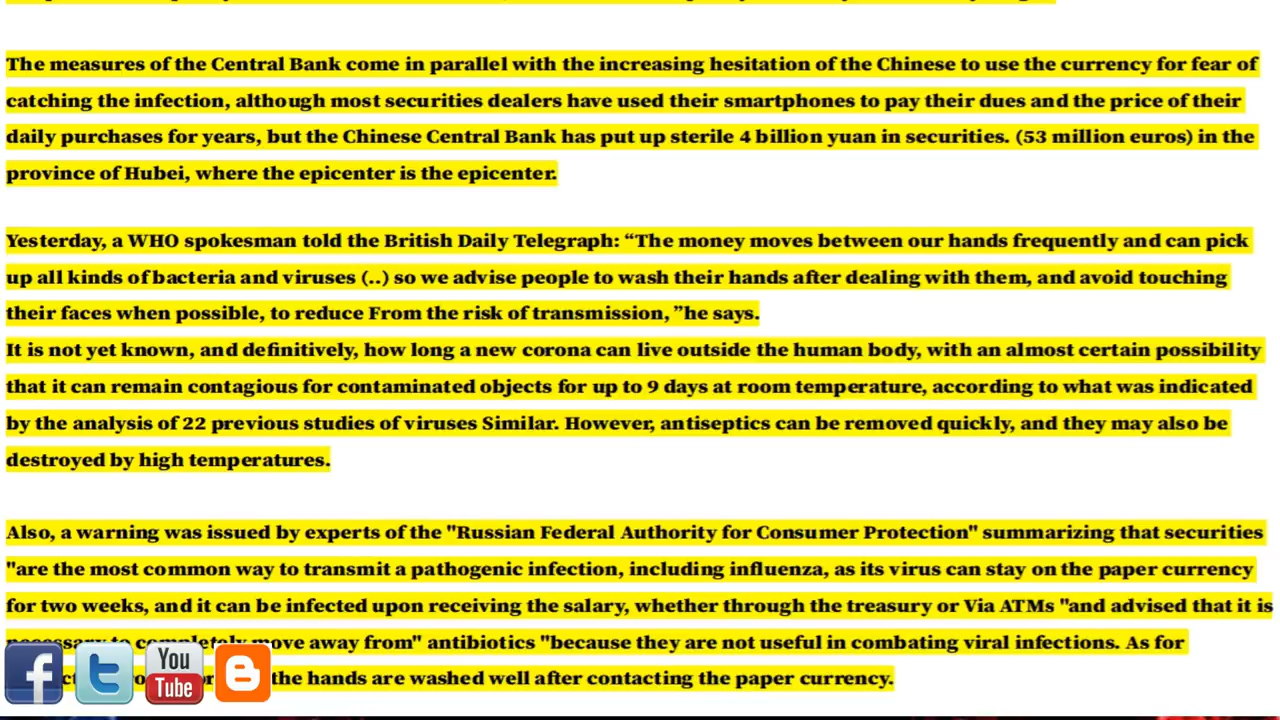 The measures of the Central Bank come in parallel with the increasing hesitation of the Chinese to use the currency for fear of
catching the infection, although most securities dealers have used their smartphones to pay their dues and the price of their
daily purchases for years, but the Chinese Central Bank has put up sterile 4 billion yuan in securities. (53 million euros) in the
province of Hubei, where the epicenter is the epicenter.
Yesterday, a WHO spokesman told the British Daily Telegraph: “The money moves between our hands frequently and can pick
up all kinds of bacteria and viruses (..) so we advise people to wash their hands after dealing with them, and avoid touching
their faces when possible, to reduce From the risk of transmission, ”he says.
It is not yet known, and definitively, how long a new corona can live outside the human body, with an almost certain possibility
that it can remain contagious for contaminated objects for up to 9 days at room temperature, according to what was indicated
by the analysis of 22 previous studies of viruses Similar. However, antiseptics can be removed quickly, and they may also be
destroyed by high temperatures.
Also, a warning was issued by experts of the "Russian Federal Authority for Consumer Protection" summarizing that securities
"are the most common way to transmit a pathogenic infection, including influenza, as its virus can stay on the paper currency
for two weeks, and it can be infected upon receiving the salary, whether through the treasury or Via ATMs "and advised that it is
necessary to completely move away from" antibiotics "because they are not useful in combating viral infections. As for
the hands are washed well after contacting the paper currency.
f t You Tube B